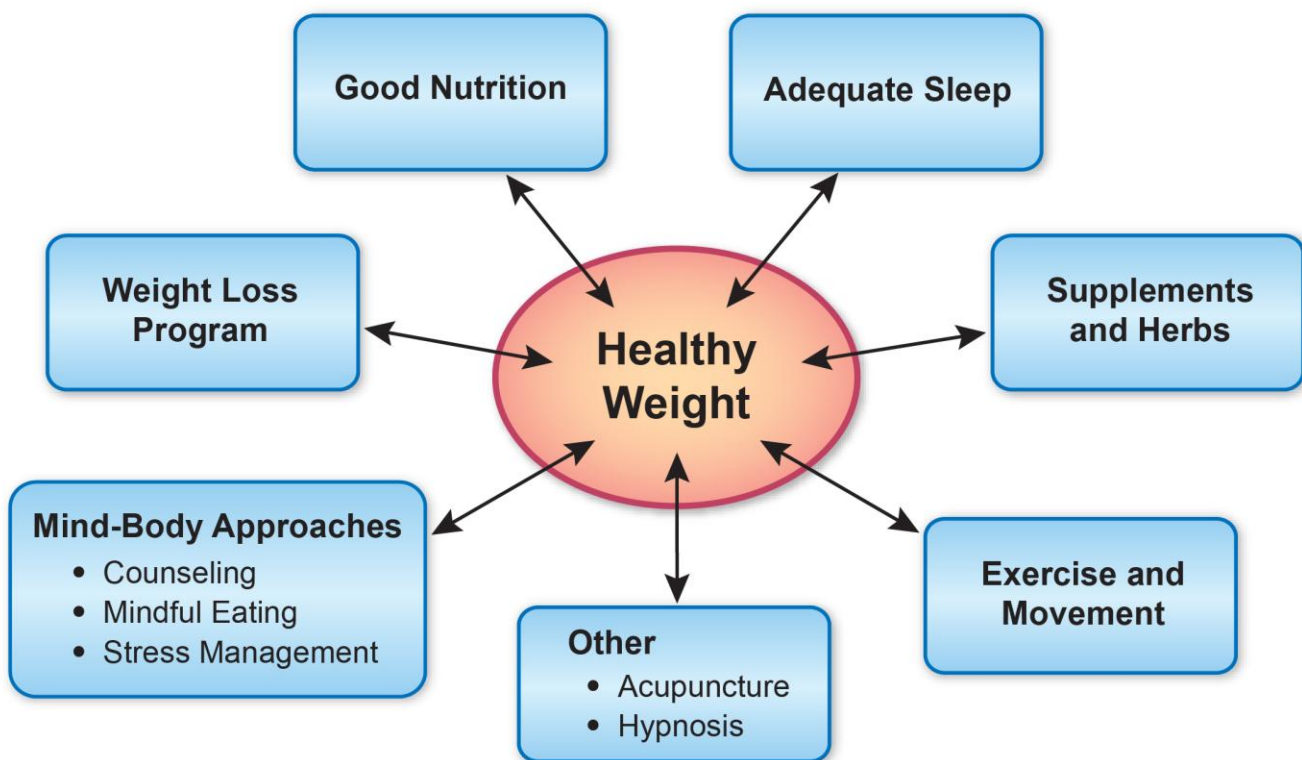 Good Nutrition
Adequate Sleep
Weight Loss
Program
Healthy
Weight
Supplements
and Herbs
Mind-Body Approaches
• Counseling
• Mindful Eating
• Stress Management
Other
• Acupuncture
• Hypnosis
Exercise and
Movement